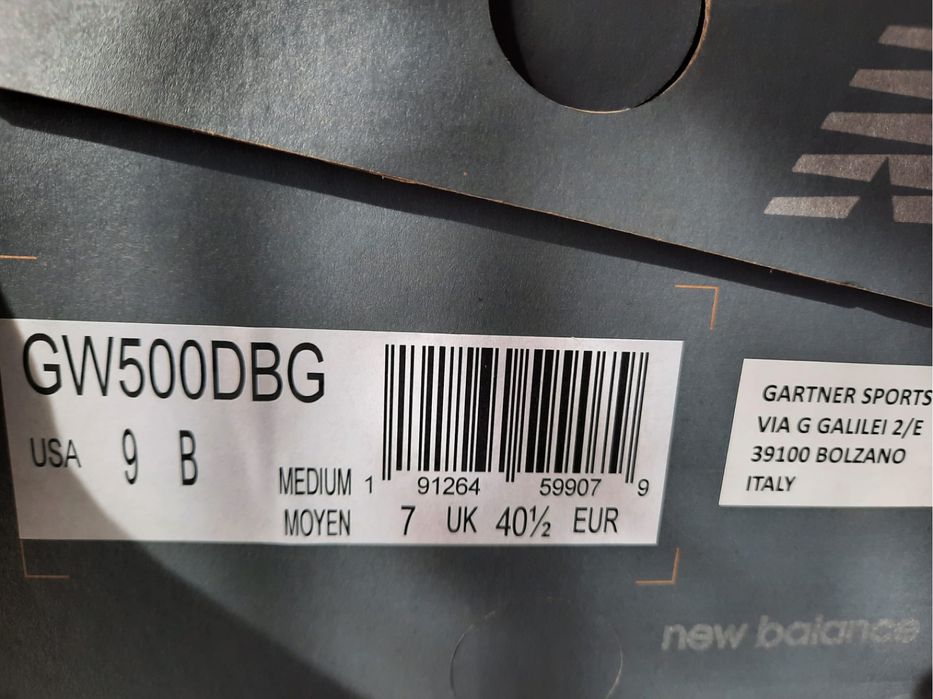 GW500DBG
USA 9 B
MEDIUM
MOYEN
1 91264 59907 9
7 UK 40½ EUR
GARTNER SPORTS
VIA G GALILEI 2/E
39100 BOLZANO
ITALY
new balance